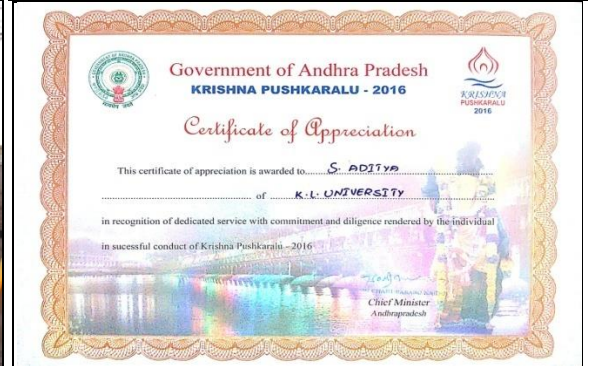 Government of Andhra Pradesh
KRISHNA PUSHKARALU - 2016
KRISHNA
PUSHKARALU
2016
Certificate of Appreciation
This certificate of appreciation is awarded to S. ADITYA
of K.L. UNIVERSITY
in recognition of dedicated service with commitment and diligence rendered by the individual
in sucessful conduct of Krishna Pushkaralu - 2016
Chief Minister
Andhrapradesh